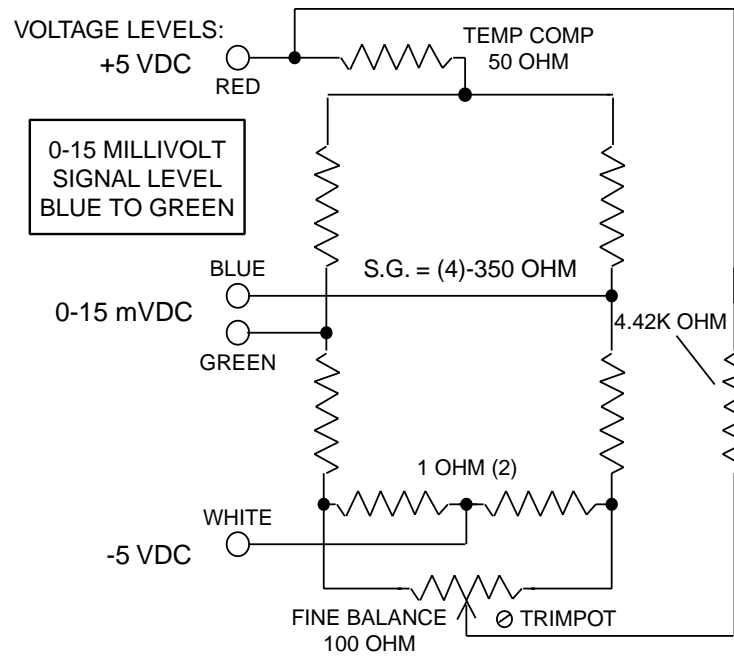 VOLTAGE LEVELS:
+5 VDC
RED
TEMP COMP
50 OHM
0-15 MILLIVOLT
SIGNAL LEVEL
BLUE TO GREEN
BLUE
S.G. = (4)-350 OHM
0-15 mVDC
4.42K OHM
GREEN
1 OHM (2)
WHITE
-5 VDC
FINE BALANCE
100 OHM
TRIMPOT